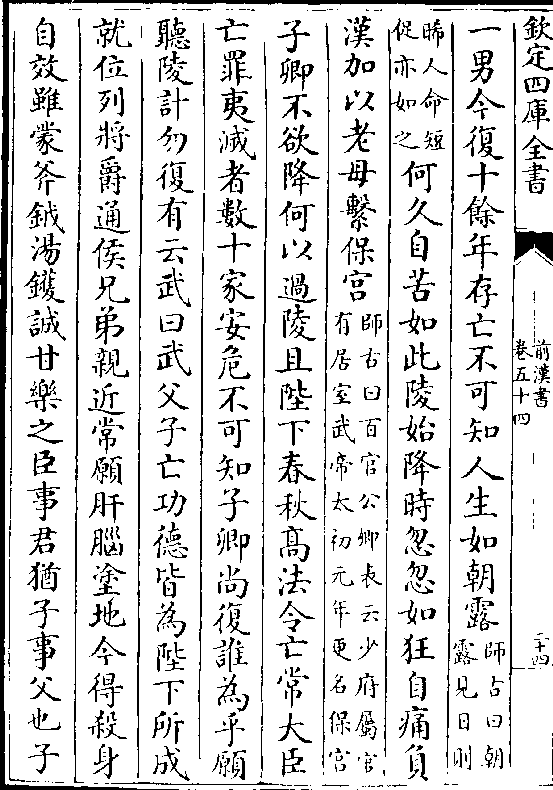 欽定四庫全書
前漢書
卷五十四
二十四
一男今復十餘年存亡不可知人生如朝露師古曰朝露見日則
晞人命短促亦如之何久自苦如此陵始降時忽忽如狂自痛負
漢加以老母繫保宮師古曰百官公卿表云少府屬官有居室武帝太初元年更名保宮
子卿不欲降何以過陵且陛下春秋高法令亡常大臣
亡罪夷滅者數十家安危不可知子卿尚復誰為乎願
聽陵計勿復有云武曰武父子亡功德皆為陛下所成
就位列將爵通侯兄弟親近常願肝腦塗地今得殺身
自效雖蒙斧鉞湯鑊誠甘樂之臣事君猶子事父也子